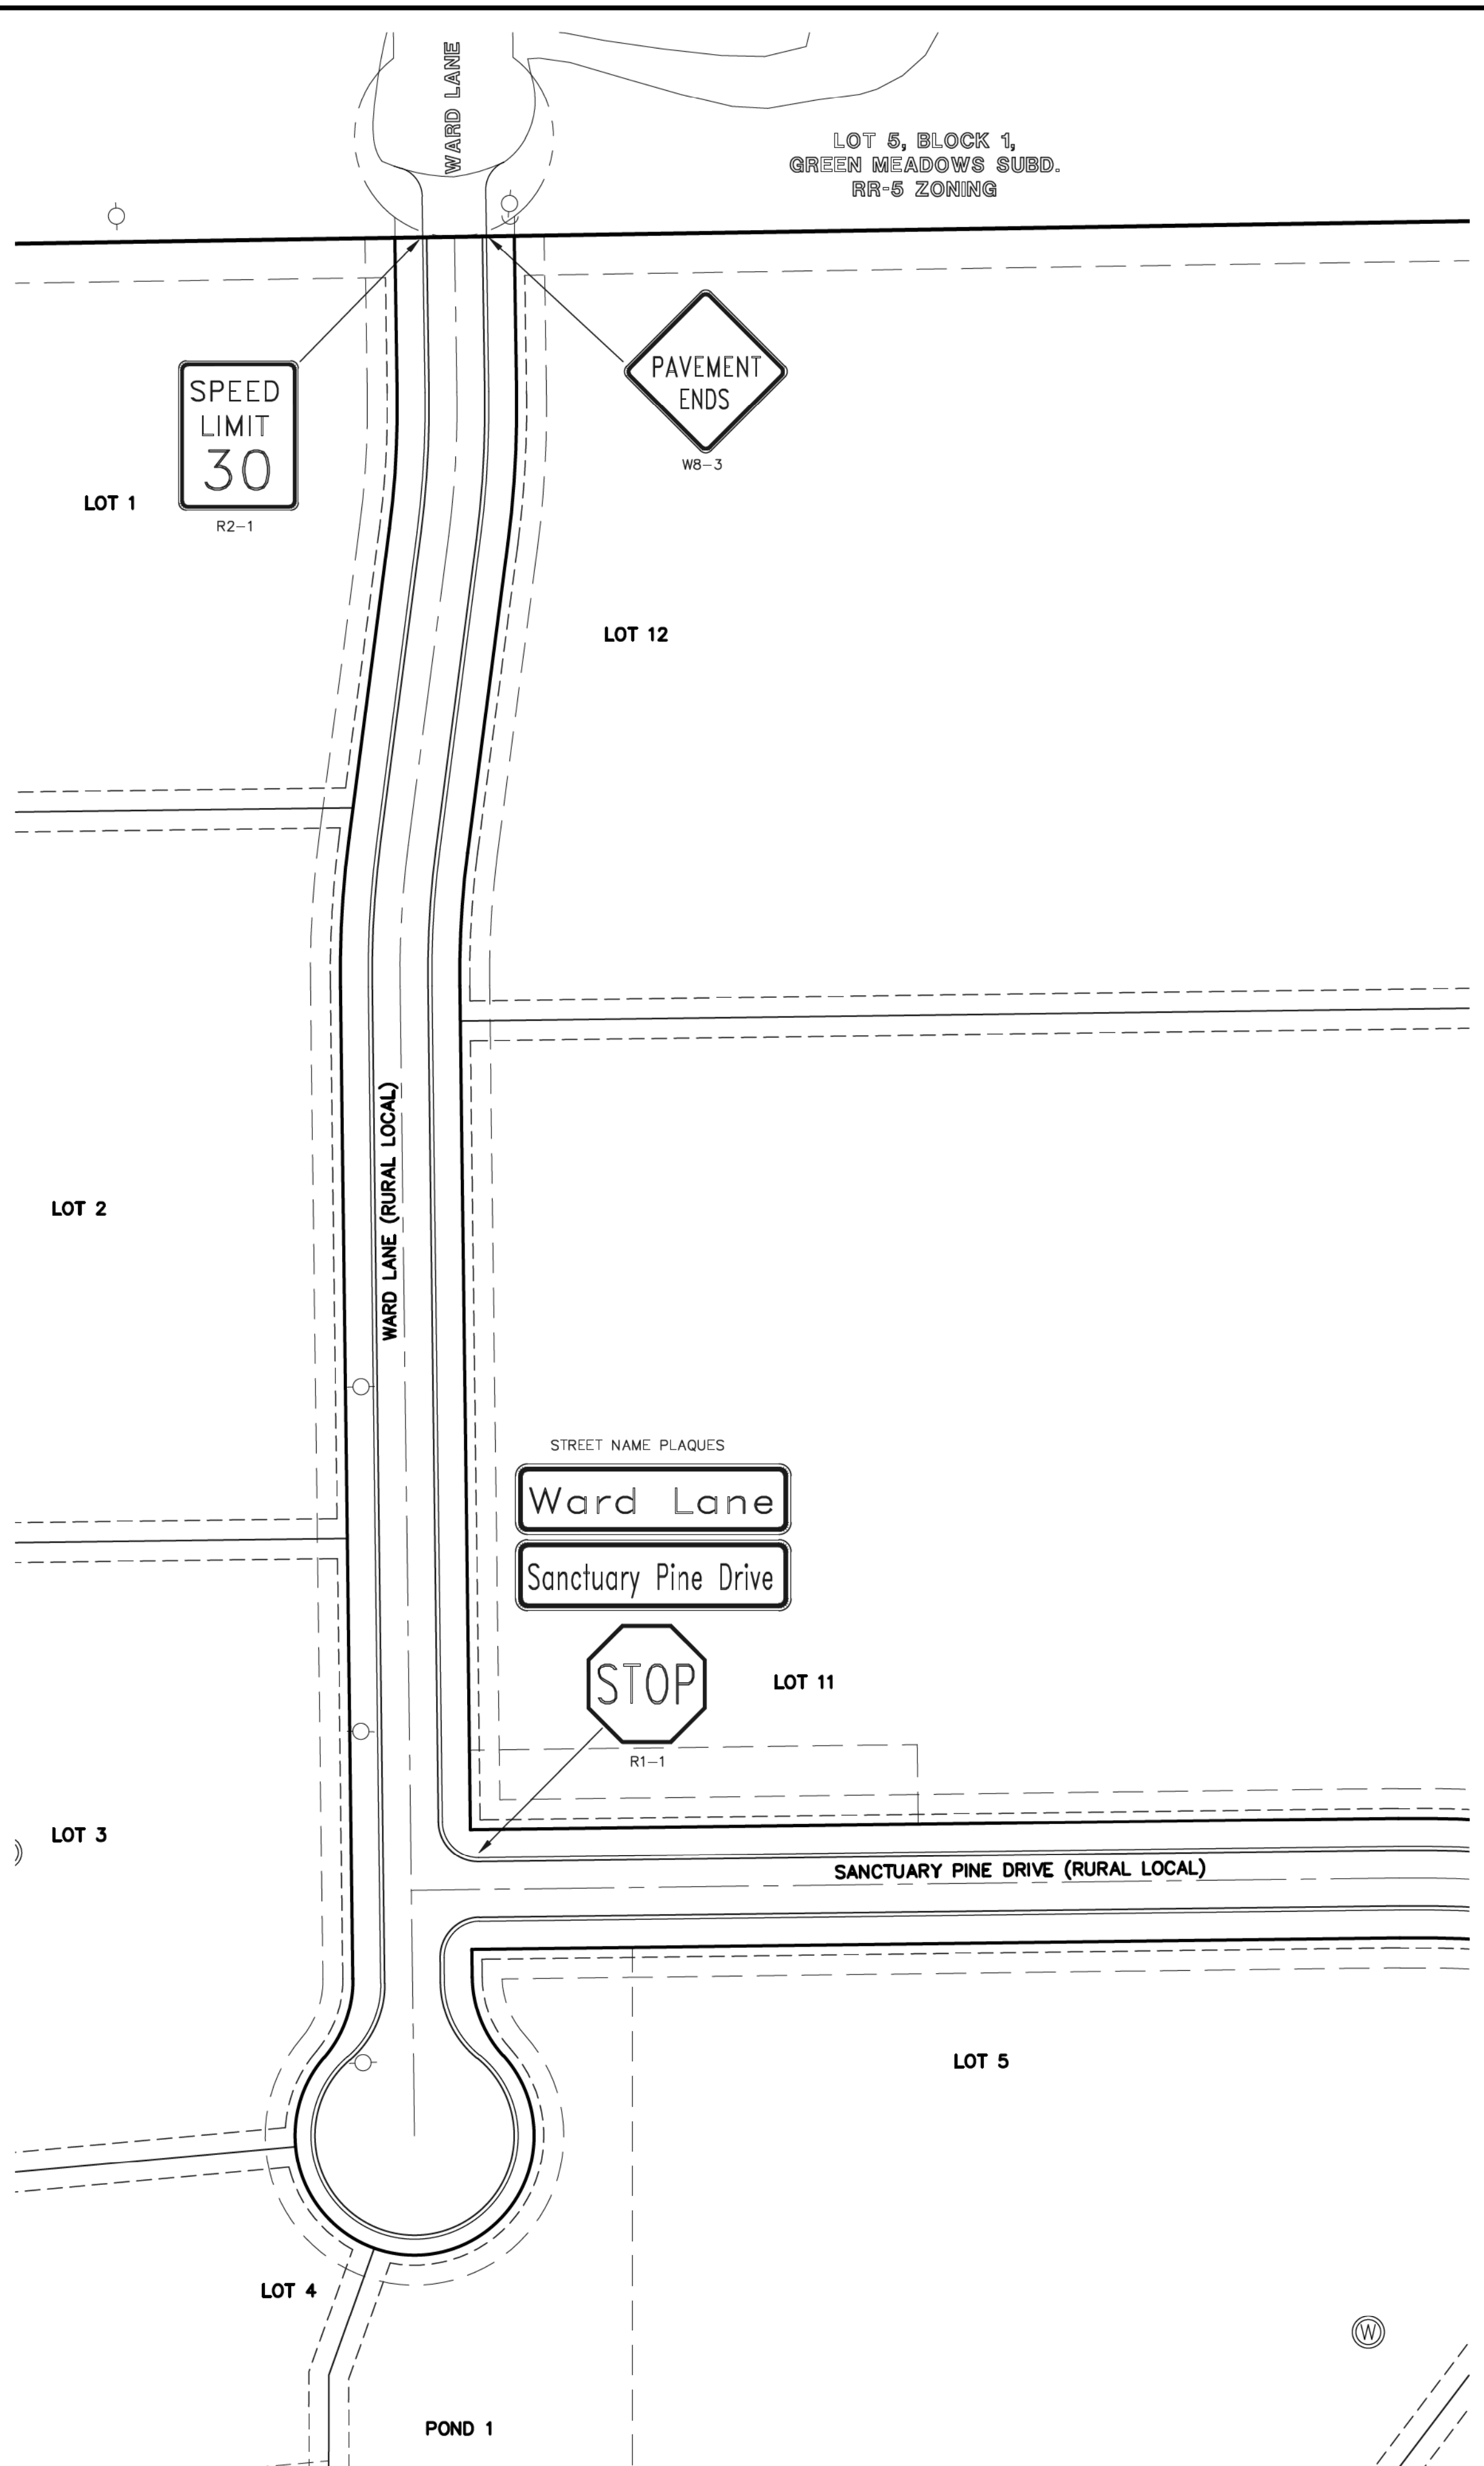 WARD LANE
LOT 5, BLOCK 1,
GREEN MEADOWS SUBD.
RR-5 ZONING
SPEED
LIMIT
30
R2-1
PAVEMENT
ENDS
W8-3
LOT 1
LOT 12
WARD LANE (RURAL LOCAL)
LOT 2
STREET NAME PLAQUES
Ward Lane
Sanctuary Pine Drive
STOP
R1-1
LOT 11
LOT 3
SANCTUARY PINE DRIVE (RURAL LOCAL)
LOT 5
LOT 4
W
POND 1